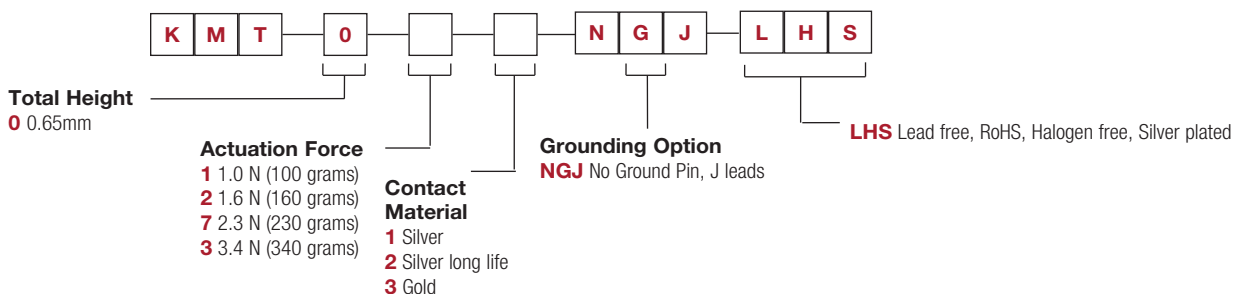 K M T 0 N G J L H S
Total Height
0 0.65mm
Actuation Force
1 1.0 N (100 grams)
2 1.6 N (160 grams)
7 2.3 N (230 grams)
3 3.4 N (340 grams)
Contact
Material
1 Silver
2 Silver long life
3 Gold
Grounding Option
NGJ No Ground Pin, J leads
LHS Lead free, RoHS, Halogen free, Silver plated